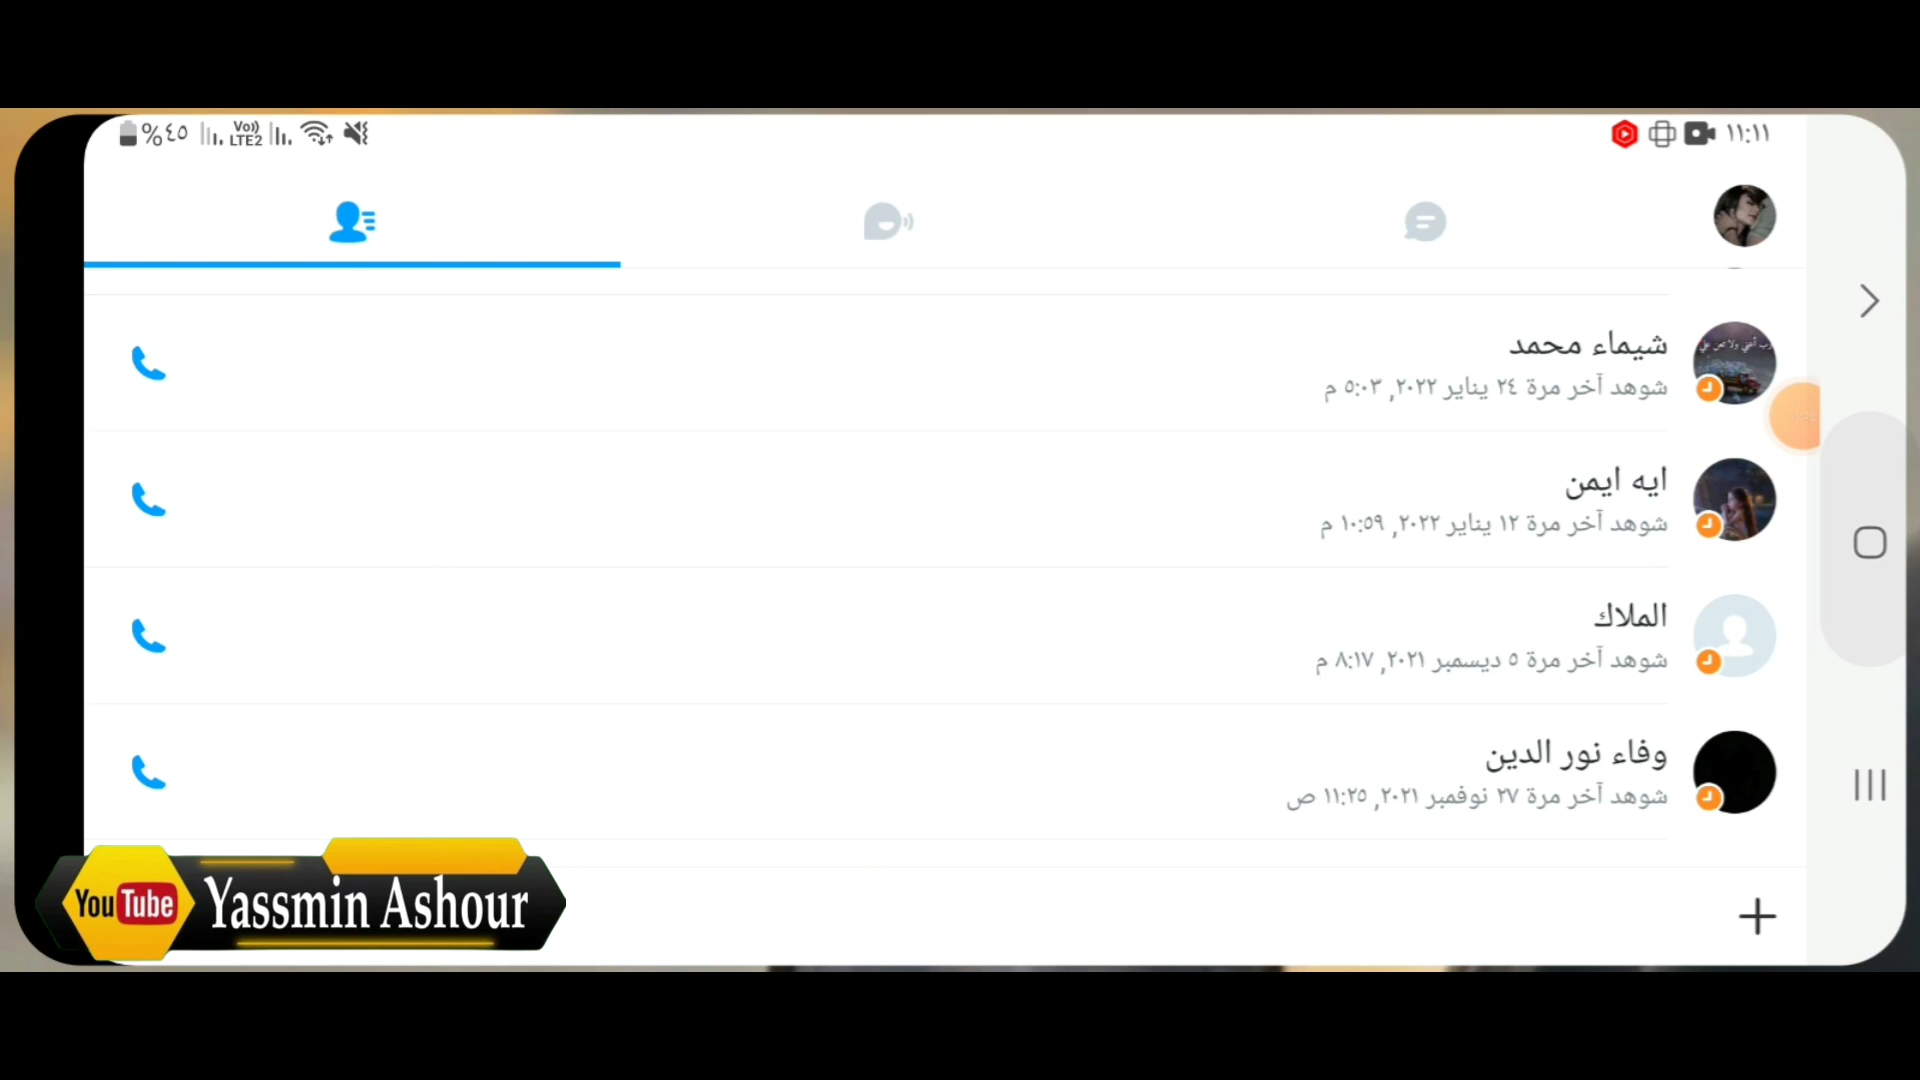 %٤٥
Vo)) LTE2
١١:١١
شيماء محمد
شوهد آخر مرة ٢٤ يناير ٢٠٢٢, ٥:٠٣ م
ايه ايمن
شوهد آخر مرة ١٢ يناير ٢٠٢٢, ١٠:٥٩ م
الملاك
شوهد آخر مرة ٥ ديسمبر ٢٠٢١, ٨:١٧ م
وفاء نور الدين
شوهد آخر مرة ٢٧ نوفمبر ٢٠٢١, ١١:٢٥ ص
YouTube Yassmin Ashour